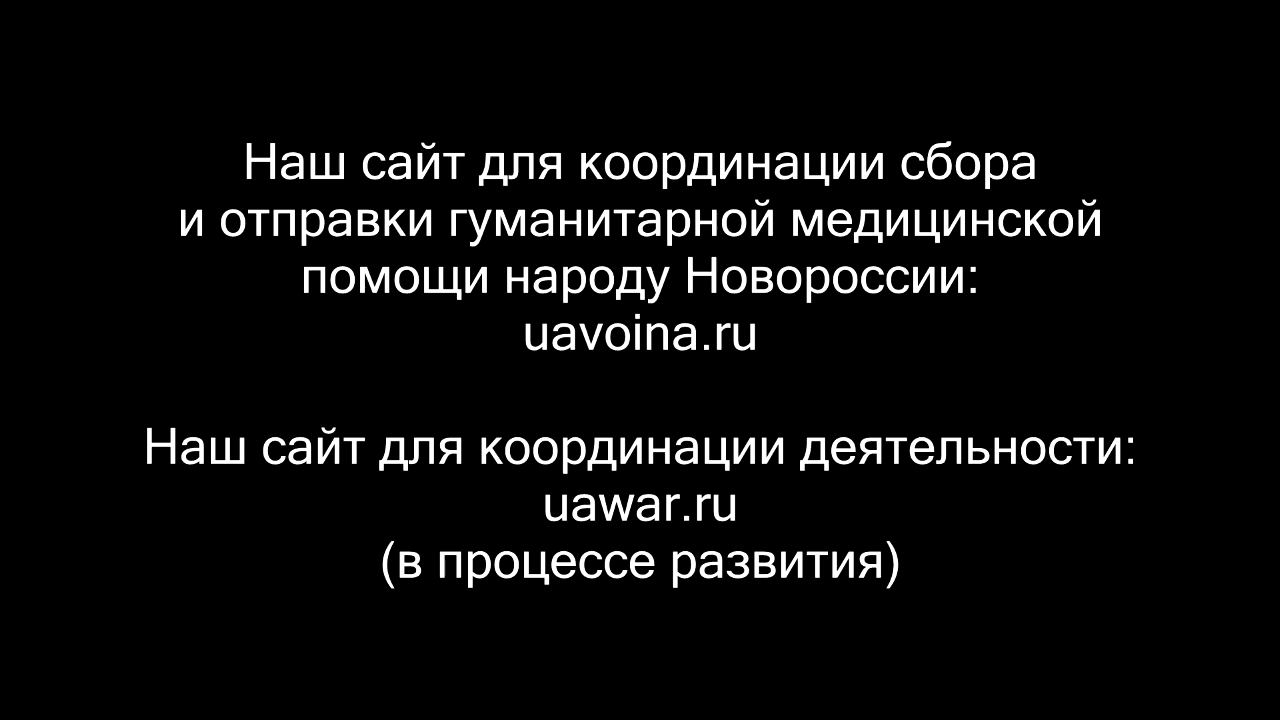 Наш сайт для координации сбора
и отправки гуманитарной медицинской
помощи народу Новороссии:
uavoina.ru
Наш сайт для координации деятельности:
uawar.ru
(в процессе развития)